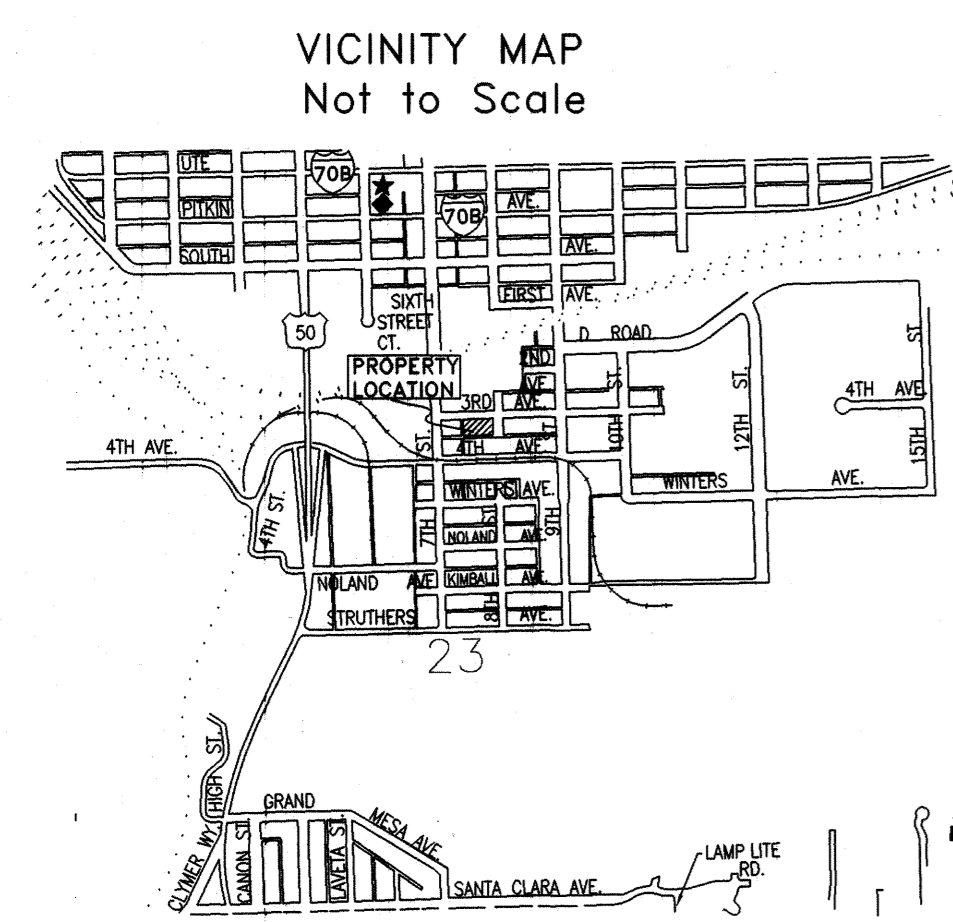 VICINITY MAP
Not to Scale
UTE
70B
PITKIN
AVE.
70B
SOUTH
AVE.
FIRST AVE.
SIXTH
STREET
CT.
50
D ROAD
ST.
PROPERTY
LOCATION
2ND
AVE
ST.
ST.
4TH AVE.
3RD AVE.
4TH AVE.
ST.
ST.
10TH
12TH
15TH
4TH AVE.
WINTERS AVE.
WINTERS AVE.
4TH ST.
7TH
ST.
9TH
NOLAND AVE.
NOLAND AVE
KIMBALL AVE.
STRUTHERS
8TH
AVE.
23
HIGH ST.
GRAND
MESA AVE.
CLYMER WY.
CANON ST.
LAVETA ST.
LAMP LITE
RD.
SANTA CLARA AVE.